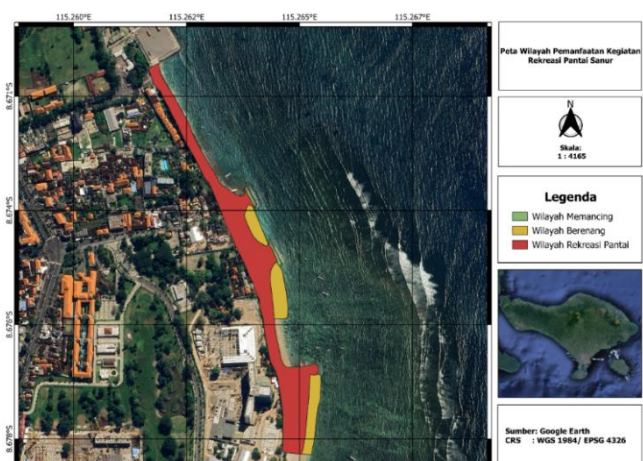 115.260°E 115.262°E 115.265°E 115.267°E
8.671°S
8.674°S
8.676°S
8.678°S
Peta Wilayah Pemanfaatan Kegiatan
Rekreasi Pantai Sanur
N
Skala:
1 : 4165
Legenda
Wilayah Memancing
Wilayah Berenang
Wilayah Rekreasi Pantai
Sumber: Google Earth
CRS : WGS 1984/ EPSG 4326